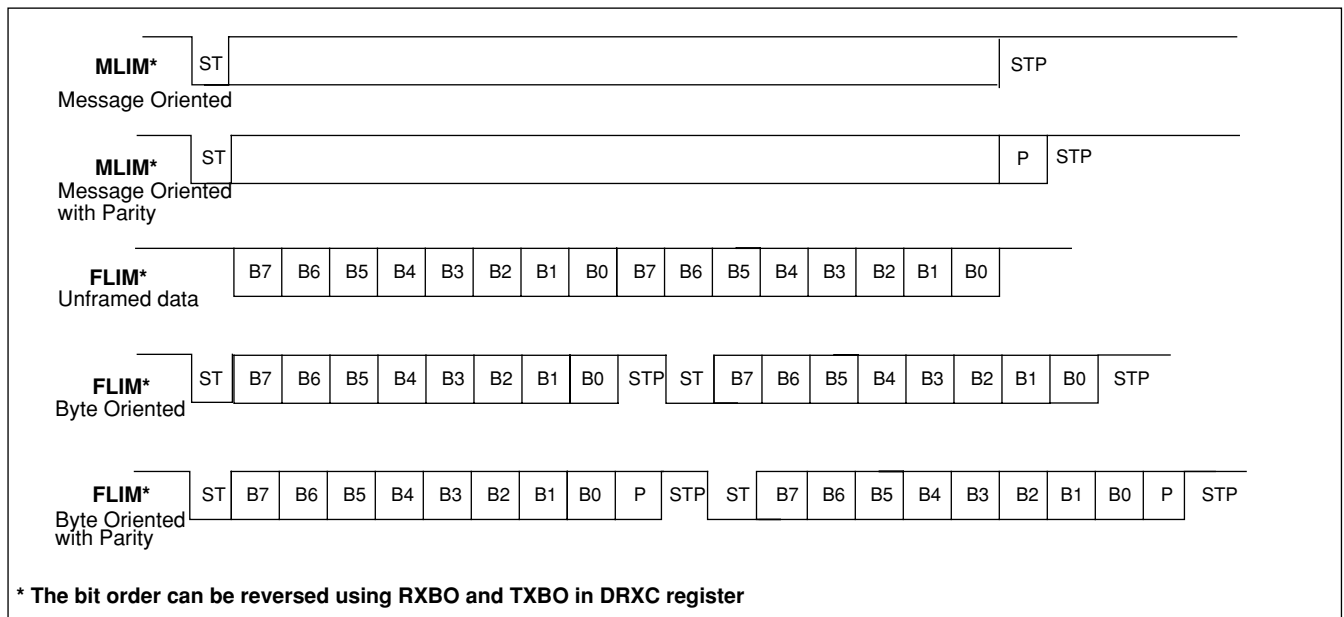 MLIM* ST STP
Message Oriented
MLIM* ST P STP
Message Oriented
with Parity
FLIM* B7 B6 B5 B4 B3 B2 B1 B0 B7 B6 B5 B4 B3 B2 B1 B0
Unframed data
FLIM* ST B7 B6 B5 B4 B3 B2 B1 B0 STP ST B7 B6 B5 B4 B3 B2 B1 B0 STP
Byte Oriented
FLIM* ST B7 B6 B5 B4 B3 B2 B1 B0 P STP ST B7 B6 B5 B4 B3 B2 B1 B0 P STP
Byte Oriented
with Parity
* The bit order can be reversed using RXBO and TXBO in DRXC register